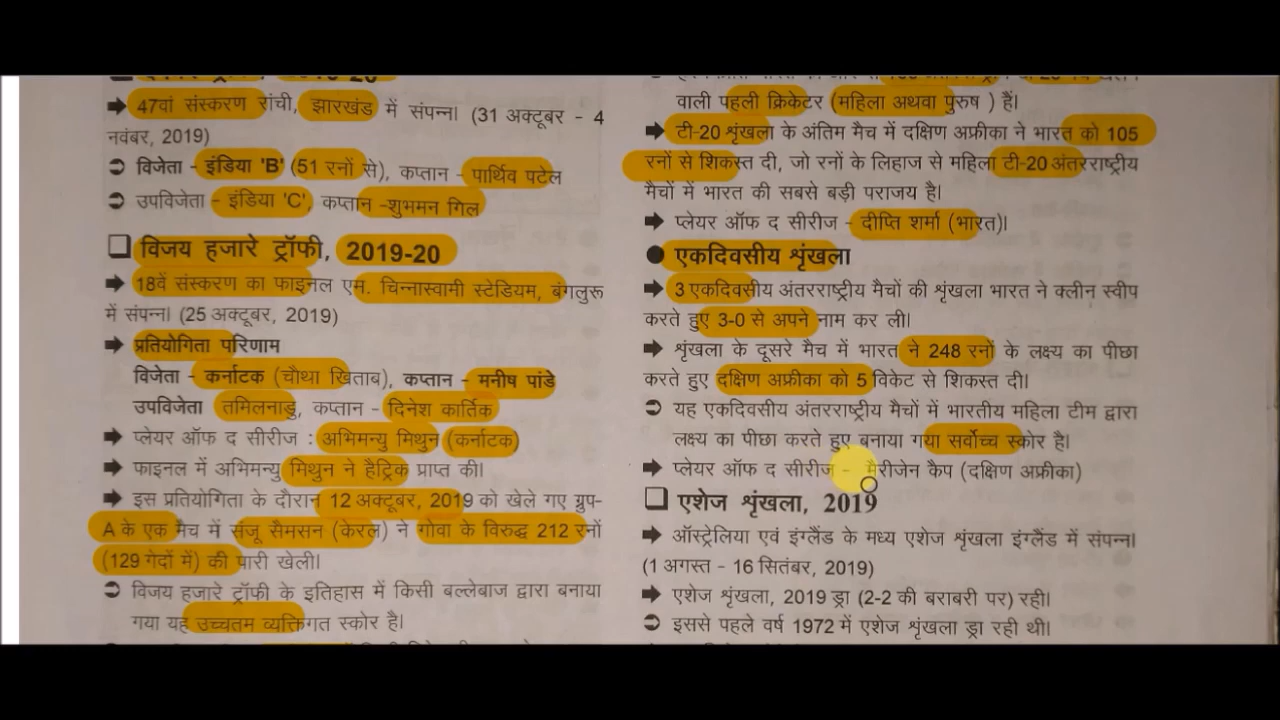 47वां संस्करण रांची, झारखंड में संपन्न। (31 अक्टूबर - 4
नवंबर, 2019)
विजेता - इंडिया 'B' (51 रनों से), कप्तान - पार्थिव पटेल
उपविजेता - इंडिया 'C', कप्तान -शुभमन गिल
विजय हजारे ट्रॉफी, 2019-20
18वें संस्करण का फाइनल एम. चिन्नास्वामी स्टेडियम, बंगलुरू
में संपन्न। (25 अक्टूबर, 2019)
प्रतियोगिता परिणाम
विजेता - कर्नाटक (चौथा खिताब), कप्तान - मनीष पांडे
उपविजेता तमिलनाडु, कप्तान - दिनेश कार्तिक
प्लेयर ऑफ द सीरीज : अभिमन्यु मिथुन (कर्नाटक)
फाइनल में अभिमन्यु मिथुन ने हैट्रिक प्राप्त की।
इस प्रतियोगिता के दौरान 12 अक्टूबर, 2019 को खेले गए ग्रुप-
A के एक मैच में संजू सैमसन (केरल) ने गोवा के विरुद्ध 212 रनों
(129 गेदों में) की पारी खेली।
विजय हजारे ट्रॉफी के इतिहास में किसी बल्लेबाज द्वारा बनाया
गया यह उच्चतम व्यक्तिगत स्कोर है।
वाली पहली क्रिकेटर (महिला अथवा पुरुष ) हैं।
टी-20 शृंखला के अंतिम मैच में दक्षिण अफ्रीका ने भारत को 105
रनों से शिकस्त दी, जो रनों के लिहाज से महिला टी-20 अंतरराष्ट्रीय
मैचों में भारत की सबसे बड़ी पराजय है।
प्लेयर ऑफ द सीरीज - दीप्ति शर्मा (भारत)।
● एकदिवसीय शृंखला
3 एकदिवसीय अंतरराष्ट्रीय मैचों की शृंखला भारत ने क्लीन स्वीप
करते हुए 3-0 से अपने नाम कर ली।
शृंखला के दूसरे मैच में भारत ने 248 रनों के लक्ष्य का पीछा
करते हुए दक्षिण अफ्रीका को 5 विकेट से शिकस्त दी।
यह एकदिवसीय अंतरराष्ट्रीय मैचों में भारतीय महिला टीम द्वारा
लक्ष्य का पीछा करते हुए बनाया गया सर्वोच्च स्कोर है।
प्लेयर ऑफ द सीरीज - मैरीजेन कैप (दक्षिण अफ्रीका)
एशेज शृंखला, 2019
ऑस्ट्रेलिया एवं इंग्लैंड के मध्य एशेज शृंखला इंग्लैंड में संपन्न।
(1 अगस्त - 16 सितंबर, 2019)
एशेज शृंखला, 2019 ड्रा (2-2 की बराबरी पर) रही।
इससे पहले वर्ष 1972 में एशेज शृंखला ड्रा रही थी।